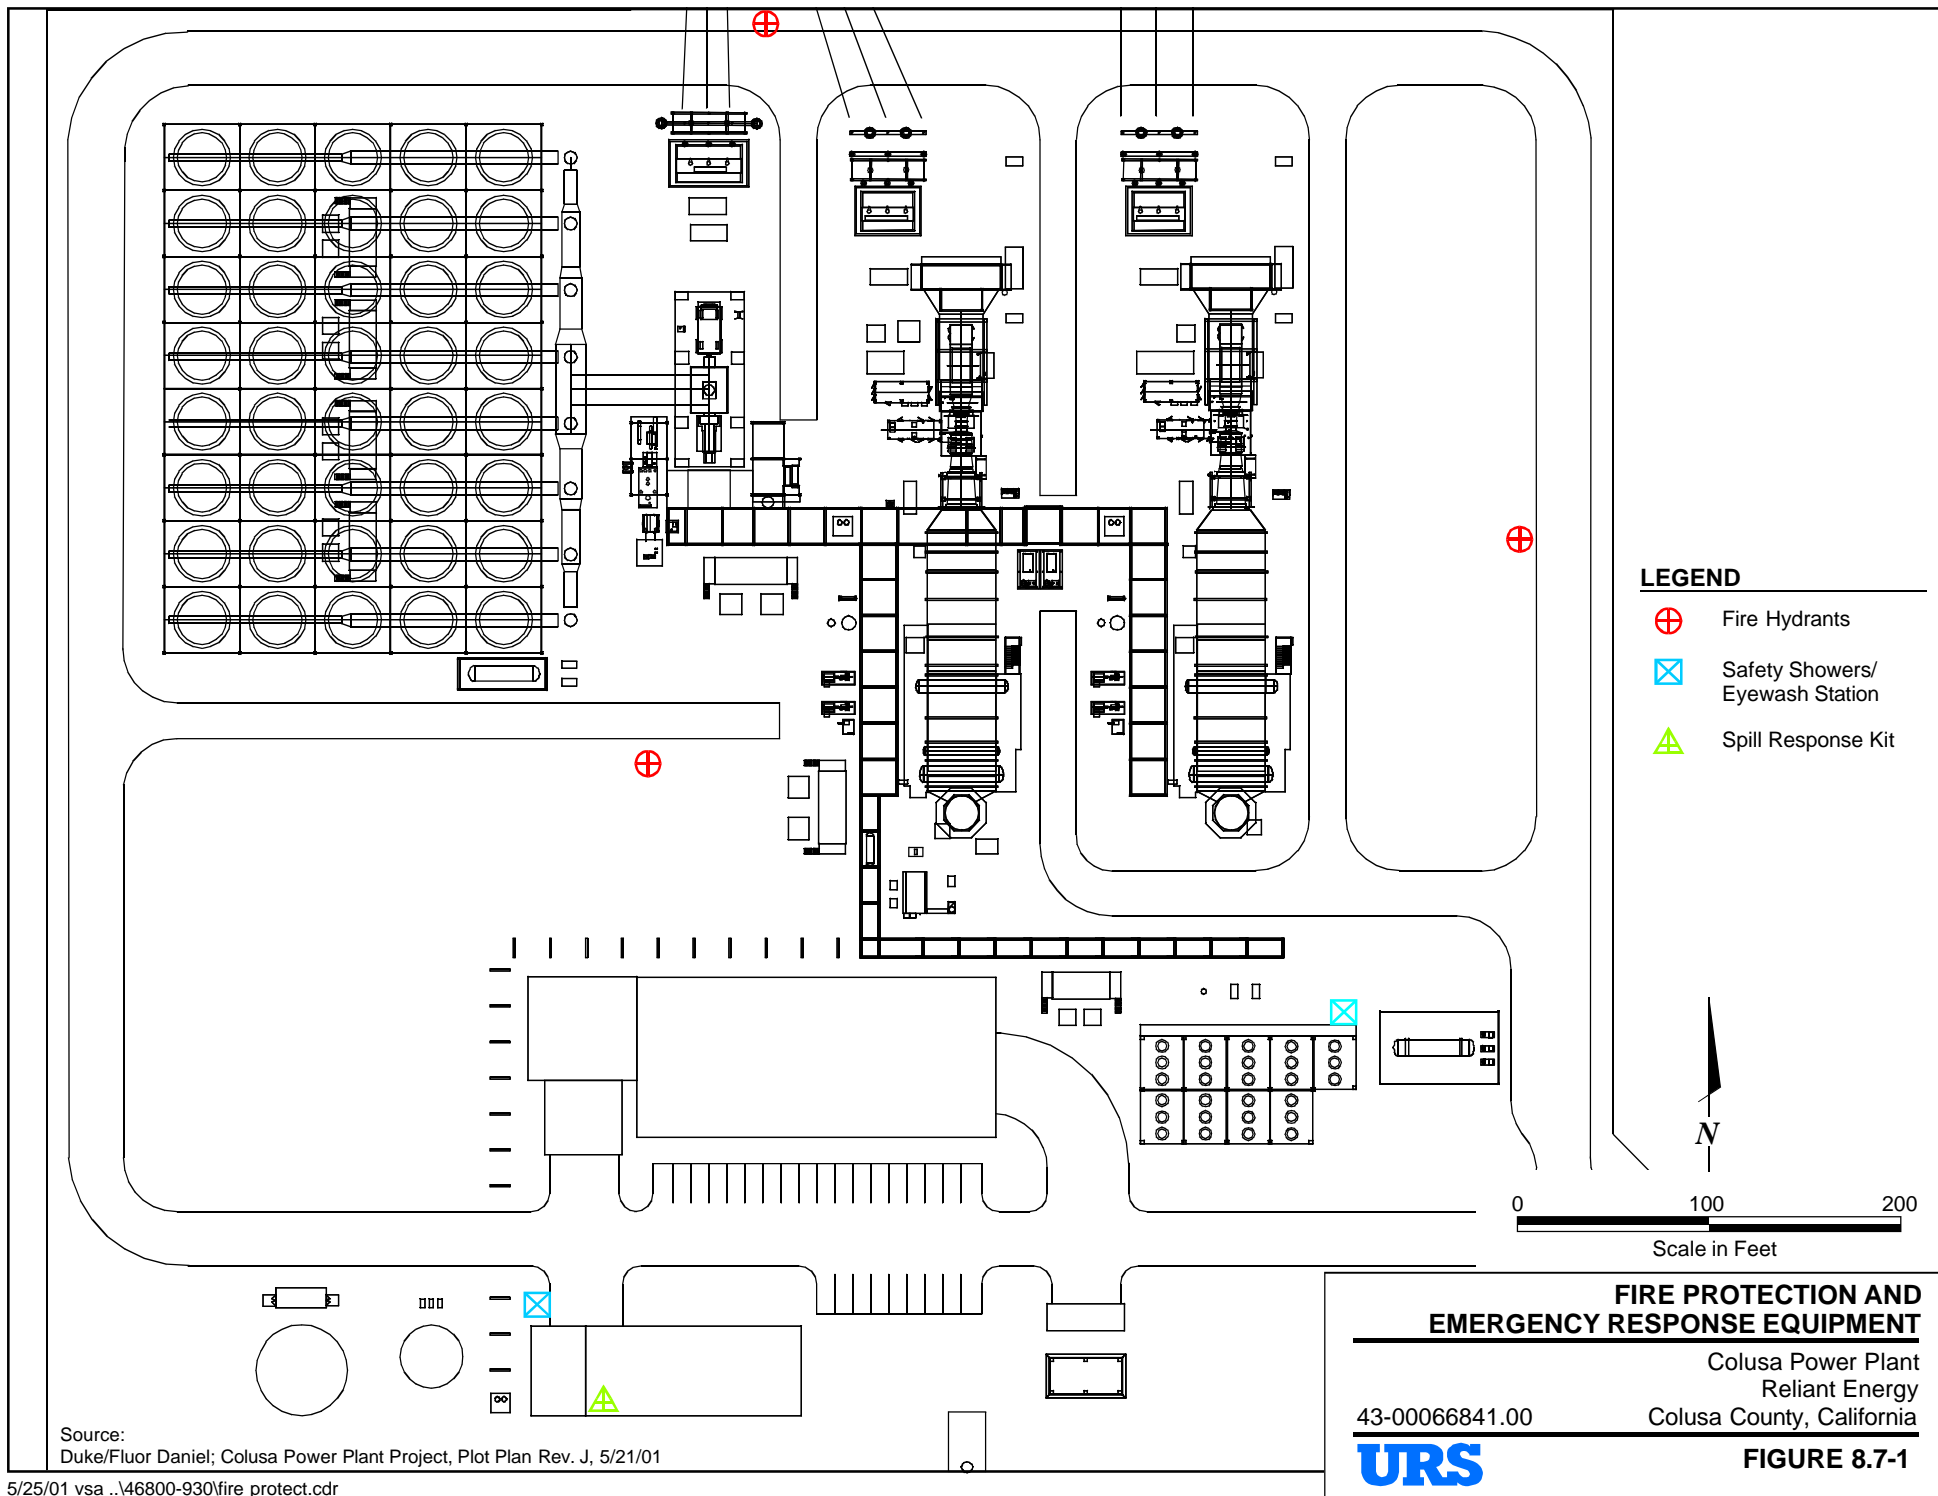 LEGEND
Fire Hydrants
Safety Showers/
Eyewash Station
Spill Response Kit
N
0 100 200
Scale in Feet
FIRE PROTECTION AND
EMERGENCY RESPONSE EQUIPMENT
Colusa Power Plant
Reliant Energy
43-00066841.00 Colusa County, California
URS FIGURE 8.7-1
Source:
Duke/Fluor Daniel; Colusa Power Plant Project, Plot Plan Rev. J, 5/21/01
5/25/01 vsa ..\46800-930\fire protect.cdr